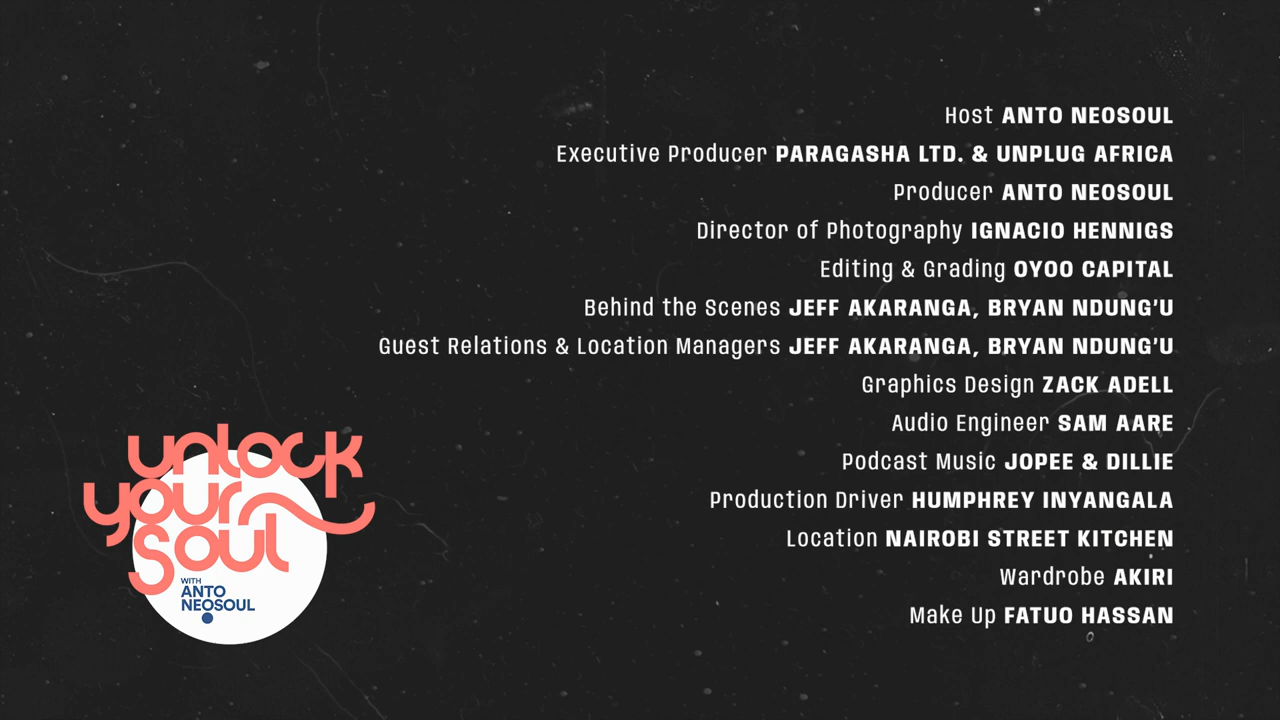 Host ANTO NEOSOUL
Executive Producer PARAGASHA LTD. & UNPLUG AFRICA
Producer ANTO NEOSOUL
Director of Photography IGNACIO HENNIGS
Editing & Grading OYOO CAPITAL
Behind the Scenes JEFF AKARANGA, BRYAN NDUNG'U
Guest Relations & Location Managers JEFF AKARANGA, BRYAN NDUNG'U
Graphics Design ZACK ADELL
Audio Engineer SAM AARE
Podcast Music JOPEE & DILLIE
Production Driver HUMPHREY INYANGALA
Location NAIROBI STREET KITCHEN
Wardrobe AKIRI
Make Up FATUO HASSAN
unlock
your
Soul
WITH
ANTO
NEOSOUL